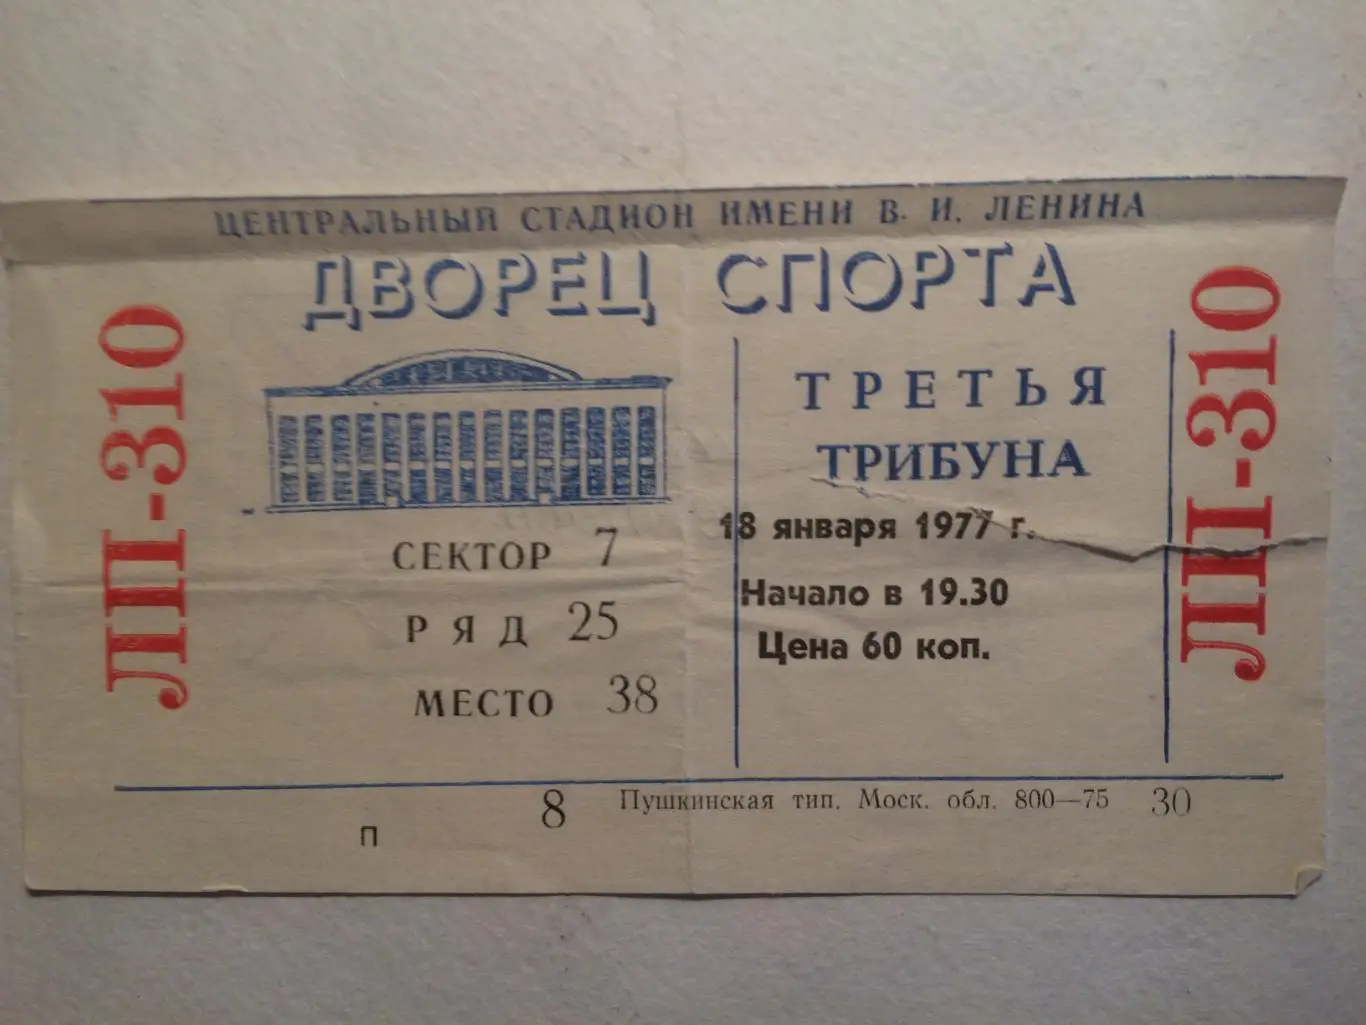 ЦЕНТРАЛЬНЫЙ СТАДИОН ИМЕНИ В. И. ЛЕНИНА
ДВОРЕЦ СПОРТА
ЛП-310
СЕКТОР 7
РЯД 25
МЕСТО 38
ТРЕТЬЯ
ТРИБУНА
18 января 1977 г.
Начало в 19.30
Цена 60 коп.
ЛП-310
П 8 Пушкинская тип. Моск. обл. 800—75 30